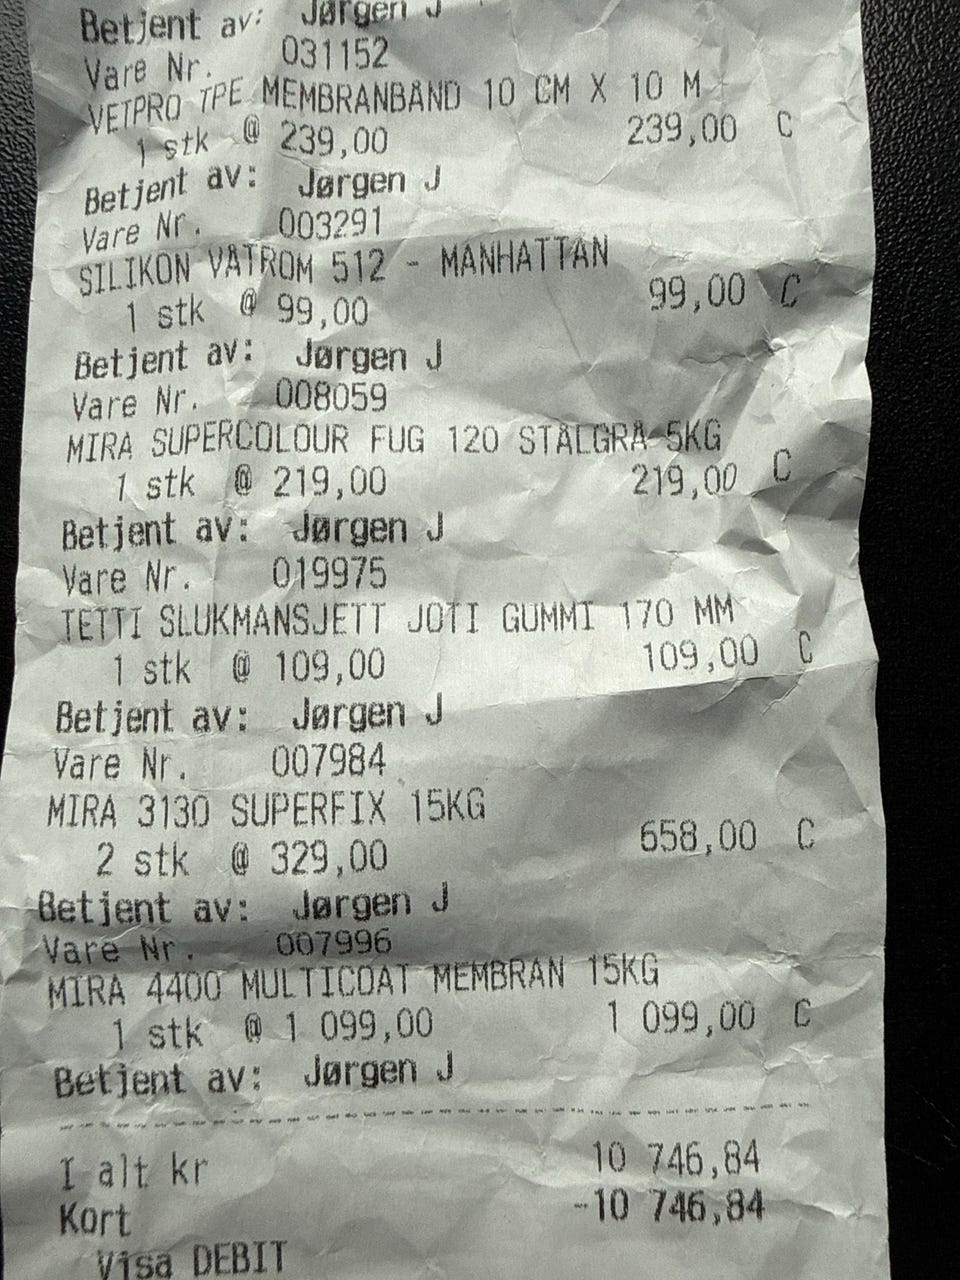 Betjent av: Jørgen J
Vare Nr. 031152
VETPRO TPE MEMBRANBÅND 10 CM X 10 M
1 stk @ 239,00 239,00 C
Betjent av: Jørgen J
Vare Nr. 003291
SILIKON VÅTROM 512 - MANHATTAN
1 stk @ 99,00 99,00 C
Betjent av: Jørgen J
Vare Nr. 008059
MIRA SUPERCOLOUR FUG 120 STÅLGRÅ 5KG
1 stk @ 219,00 219,00 C
Betjent av: Jørgen J
Vare Nr. 019975
TETTI SLUKMANSJETT JOTI GUMMI 170 MM
1 stk @ 109,00 109,00 C
Betjent av: Jørgen J
Vare Nr. 007984
MIRA 3130 SUPERFIX 15KG
2 stk @ 329,00 658,00 C
Betjent av: Jørgen J
Vare Nr. 007996
MIRA 4400 MULTICOAT MEMBRAN 15KG
1 stk @ 1 099,00 1 099,00 C
Betjent av: Jørgen J
I alt kr 10 746,84
Kort -10 746,84
Visa DEBIT